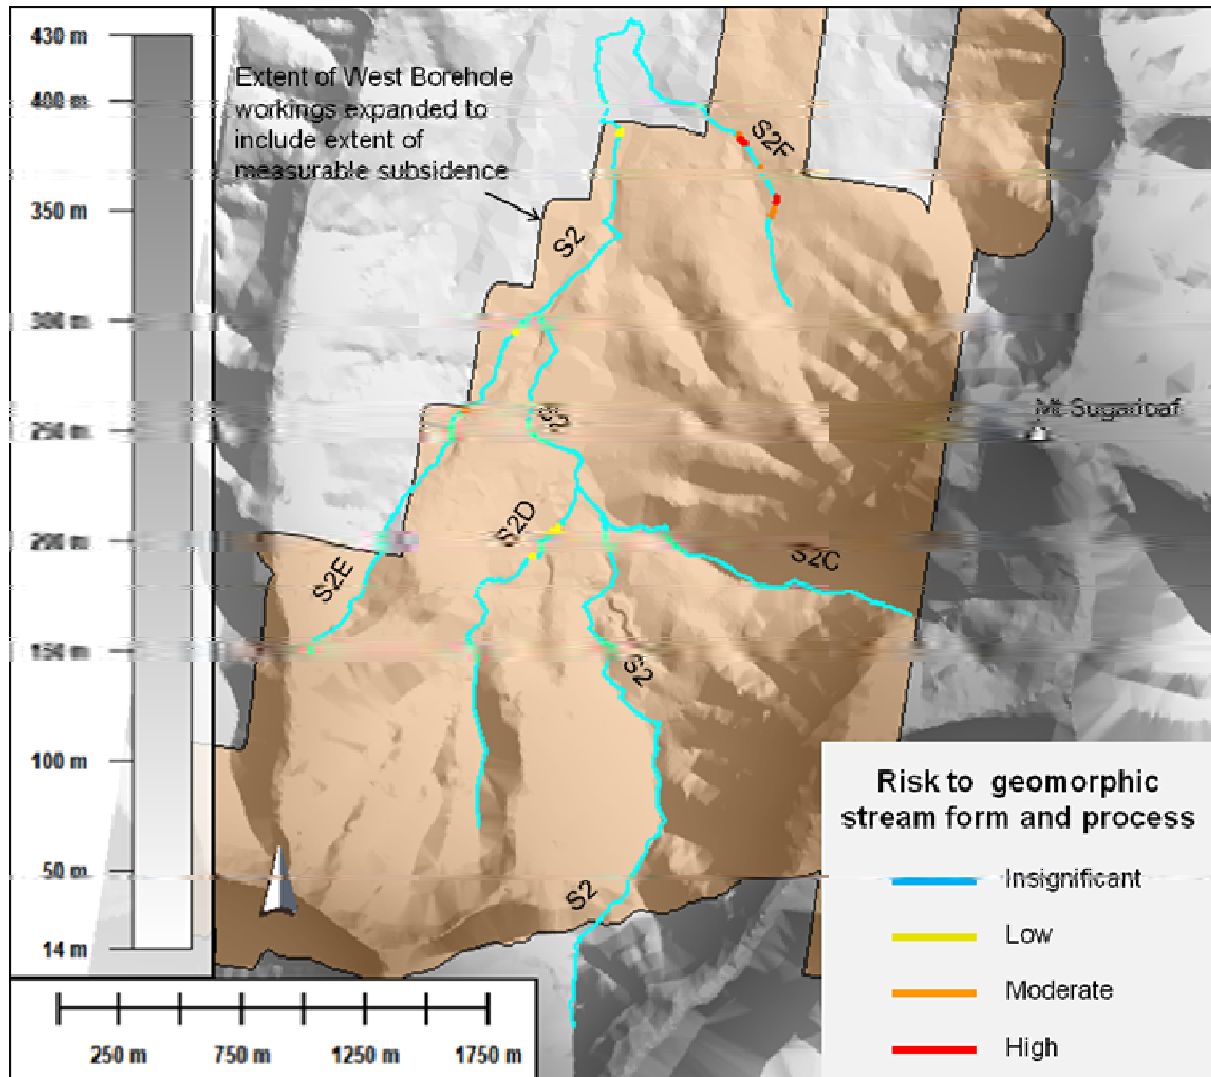 430 m
400 m
350 m
300 m
250 m
200 m
150 m
100 m
50 m
14 m
Extent of West Borehole
workings expanded to
include extent of
measurable subsidence
S2F
S2
S2
Mt Sugarloaf
S2D
S2C
S2E
S2
S2
Risk to geomorphic
stream form and process
Insignificant
Low
Moderate
High
250 m 750 m 1250 m 1750 m